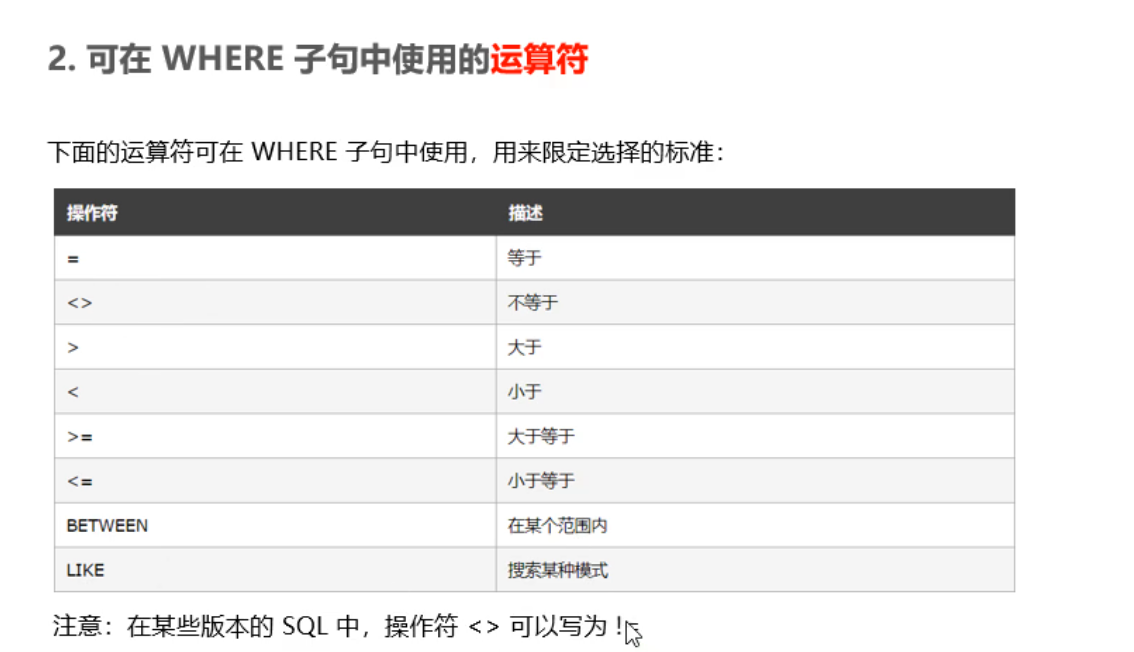 2. 可在 WHERE 子句中使用的运算符
下面的运算符可在 WHERE 子句中使用，用来限定选择的标准：
操作符 描述
= 等于
<> 不等于
> 大于
< 小于
>= 大于等于
<= 小于等于
BETWEEN 在某个范围内
LIKE 搜索某种模式
注意：在某些版本的 SQL 中，操作符 <> 可以写为 !